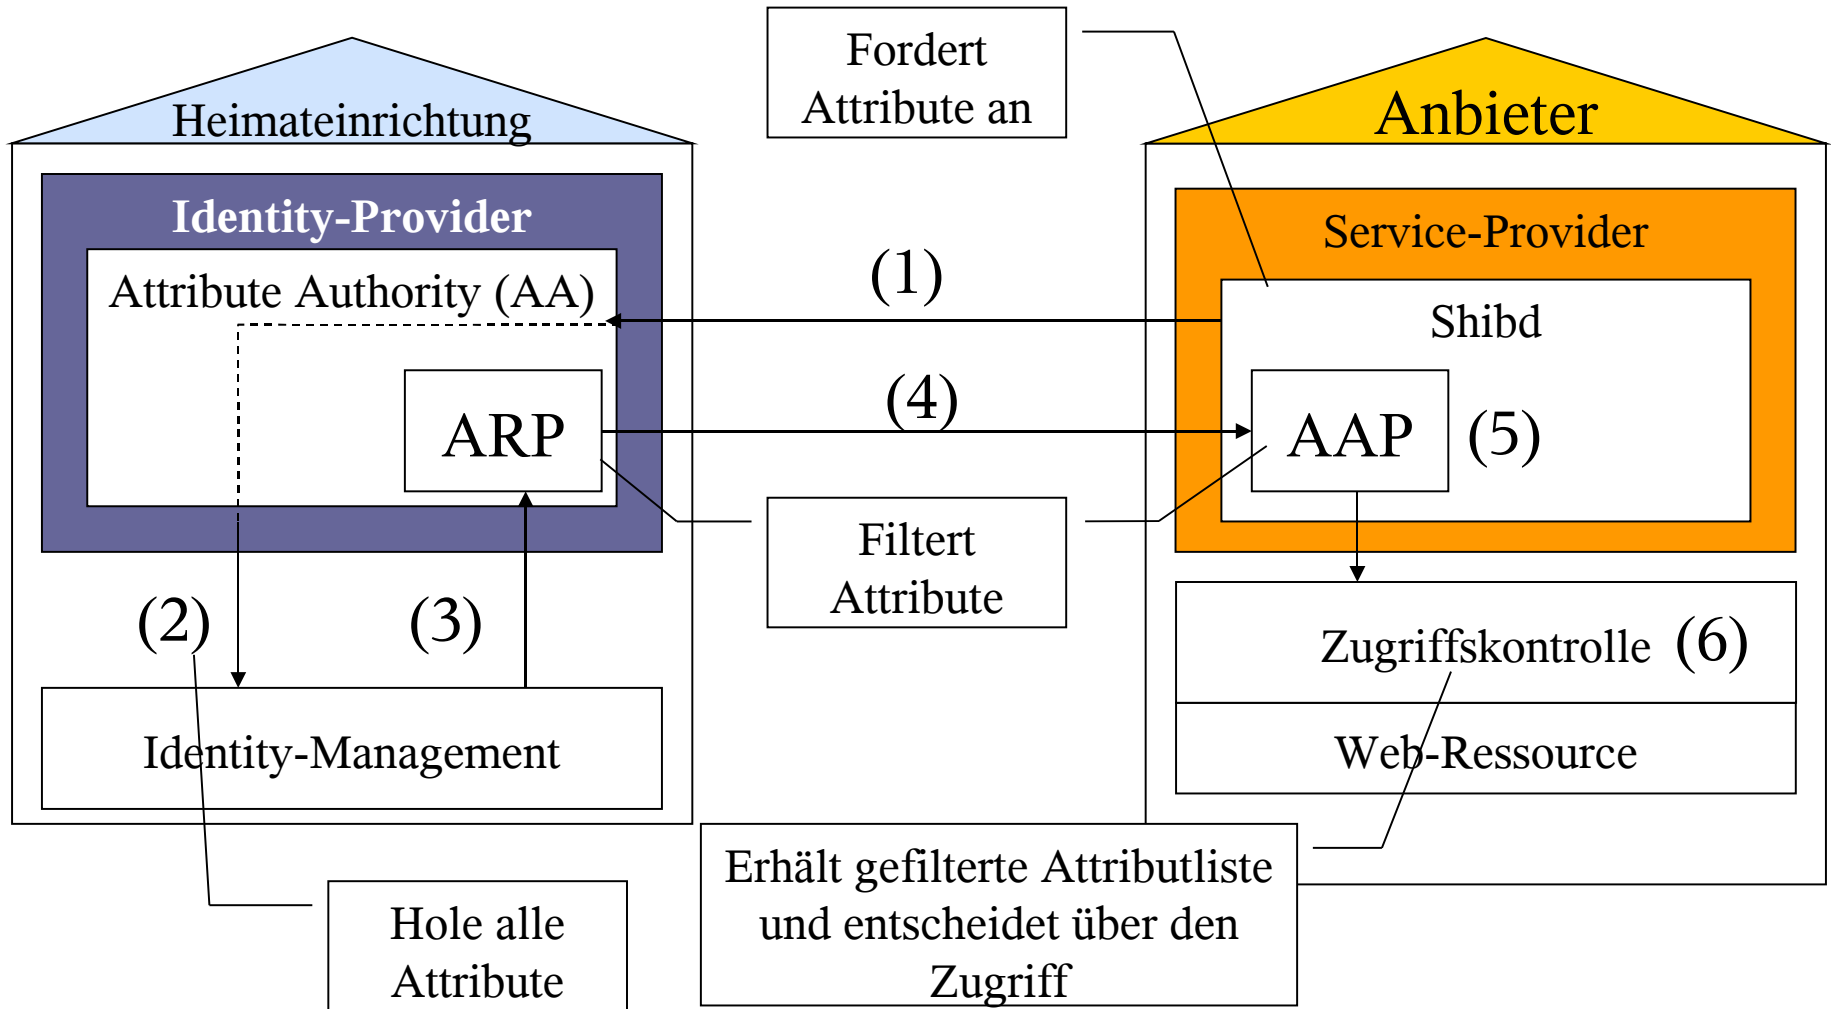 Fordert
Attribute an
Heimateinrichtung
Anbieter
Identity-Provider
Service-Provider
Attribute Authority (AA)
(1)
Shibd
(4)
ARP
AAP
(5)
Filtert
Attribute
(2)
(3)
Zugriffskontrolle
(6)
Identity-Management
Web-Ressource
Erhält gefilterte Attributliste
und entscheidet über den
Zugriff
Hole alle
Attribute